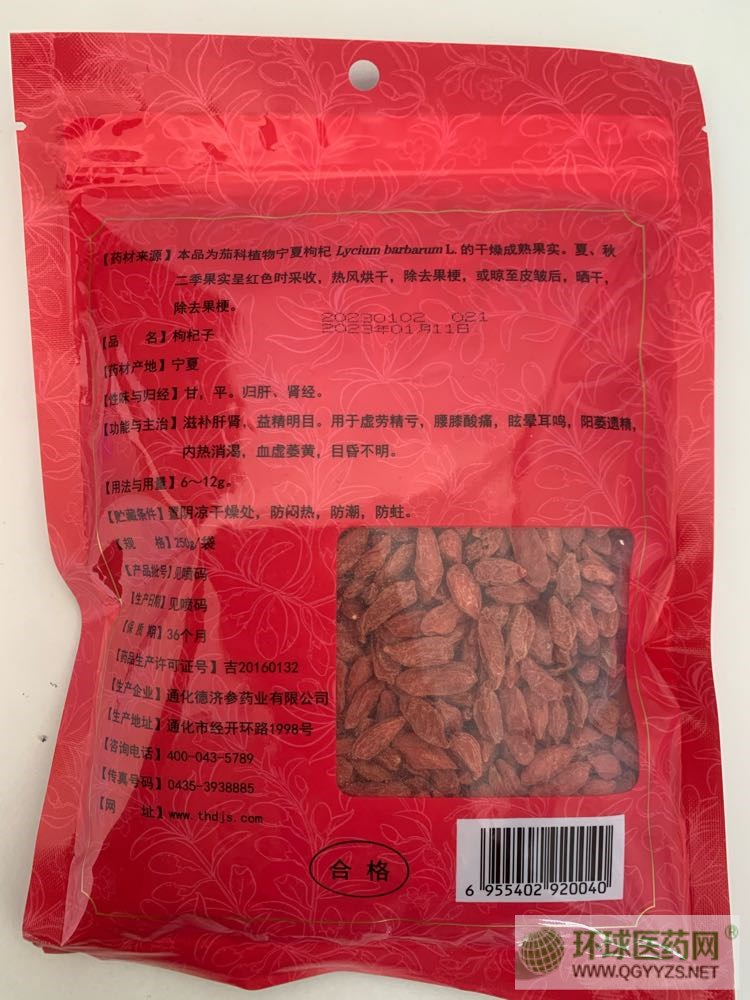 【药材来源】本品为茄科植物宁夏枸杞 Lycium barbarum L. 的干燥成熟果实。夏、秋
二季果实呈红色时采收，热风烘干，除去果梗，或晾至皮皱后，晒干，
除去果梗。
20230102 021
2023年01月11日
【品 名】枸杞子
【药材产地】宁夏
【性味与归经】甘，平。归肝、肾经。
【功能与主治】滋补肝肾，益精明目。用于虚劳精亏，腰膝酸痛，眩晕耳鸣，阳萎遗精，
内热消渴，血虚萎黄，目昏不明。
【用法与用量】6～12g。
【贮藏条件】置阴凉干燥处，防闷热，防潮，防蛀。
【规 格】250g/袋
【产品批号】见喷码
【生产日期】见喷码
【保 质 期】36个月
【药品生产许可证号】吉20160132
【生产企业】通化德济参药业有限公司
【生产地址】通化市经开环路1998号
【咨询电话】400-043-5789
【传真号码】0435-3938885
【网 址】www.thdjs.com
合格
6 955402 920040
环球医药网®
WWW.QGYYZS.NET